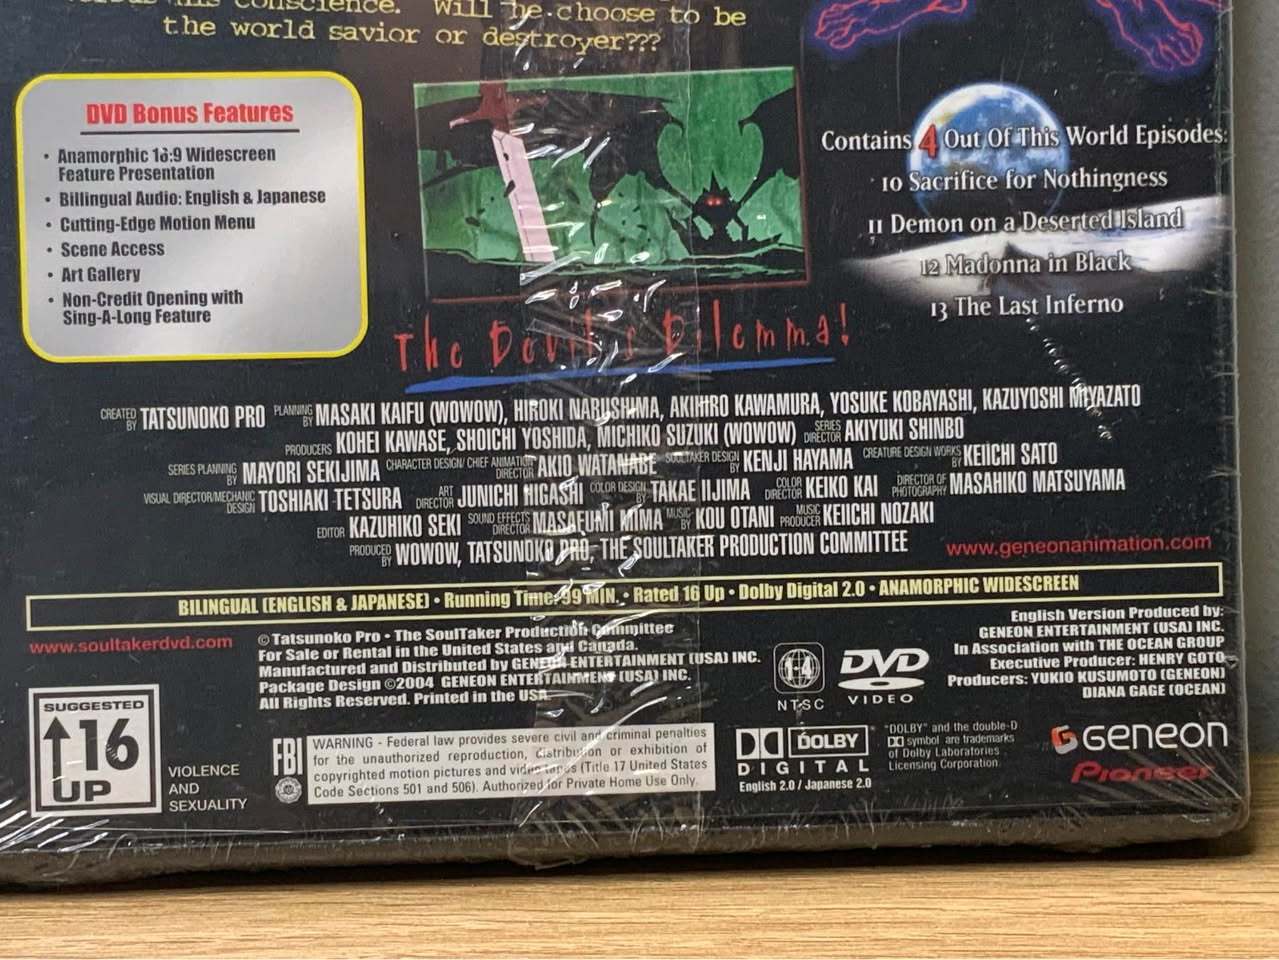 conscience. Will he choose to be
the world savior or destroyer???
DVD Bonus Features
• Anamorphic 16:9 Widescreen
Feature Presentation
• Billingual Audio: English & Japanese
• Cutting-Edge Motion Menu
• Scene Access
• Art Gallery
• Non-Credit Opening with
Sing-A-Long Feature
Contains 4 Out Of This World Episodes:
10 Sacrifice for Nothingness
11 Demon on a Deserted Island
12 Madonna in Black
13 The Last Inferno
The Devil's Dilemma!
CREATED BY TATSUNOKO PRO PLANNING BY MASAKI KAIFU (WOWOW), HIROKI NARUSHIMA, AKIHIRO KAWAMURA, YOSUKE KOBAYASHI, KAZUYOSHI MIYAZATO
PRODUCERS KOHEI KAWASE, SHOICHI YOSHIDA, MICHIKO SUZUKI (WOWOW) SERIES DIRECTOR AKIYUKI SHINBO
SERIES PLANNING BY MAYORI SEKIJIMA CHARACTER DESIGN/ CHIEF ANIMATION DIRECTOR AKIO WATANABE SOULTAKER DESIGN BY KENJI HAYAMA CREATURE DESIGN WORKS BY KEIICHI SATO
VISUAL DIRECTOR/MECHANIC DESIGN TOSHIAKI TETSURA ART DIRECTOR JUNICHI HIGASHI COLOR DESIGN BY TAKAE IIJIMA COLOR DIRECTOR KEIKO KAI DIRECTOR OF PHOTOGRAPHY MASAHIKO MATSUYAMA
EDITOR KAZUHIKO SEKI SOUND EFFECTS DIRECTOR MASAFUMI MIMA MUSIC BY KOU OTANI MUSIC PRODUCER KEIICHI NOZAKI
PRODUCED BY WOWOW, TATSUNOKO PRO, THE SOULTAKER PRODUCTION COMMITTEE
www.geneonanimation.com
BILINGUAL (ENGLISH & JAPANESE) • Running Time: 99 MIN. • Rated 16 Up • Dolby Digital 2.0 • ANAMORPHIC WIDESCREEN
www.soultakerdvd.com
© Tatsunoko Pro • The SoulTaker Production Committee
For Sale or Rental in the United States and Canada.
Manufactured and Distributed by GENEON ENTERTAINMENT (USA) INC.
Package Design ©2004 GENEON ENTERTAINMENT (USA) INC.
All Rights Reserved. Printed in the USA
1-4
NTSC
DVD
VIDEO
English Version Produced by:
GENEON ENTERTAINMENT (USA) INC.
In Association with THE OCEAN GROUP
Executive Producer: HENRY GOTO
Producers: YUKIO KUSUMOTO (GENEON)
DIANA GAGE (OCEAN)
SUGGESTED
16
UP
VIOLENCE
AND
SEXUALITY
FBI
WARNING - Federal law provides severe civil and criminal penalties
for the unauthorized reproduction, distribution or exhibition of
copyrighted motion pictures and video tapes (Title 17 United States
Code Sections 501 and 506). Authorized for Private Home Use Only.
DOLBY
DIGITAL
English 2.0 / Japanese 2.0
"DOLBY" and the double-D
symbol are trademarks
of Dolby Laboratories
Licensing Corporation.
GENEON
Pioneer